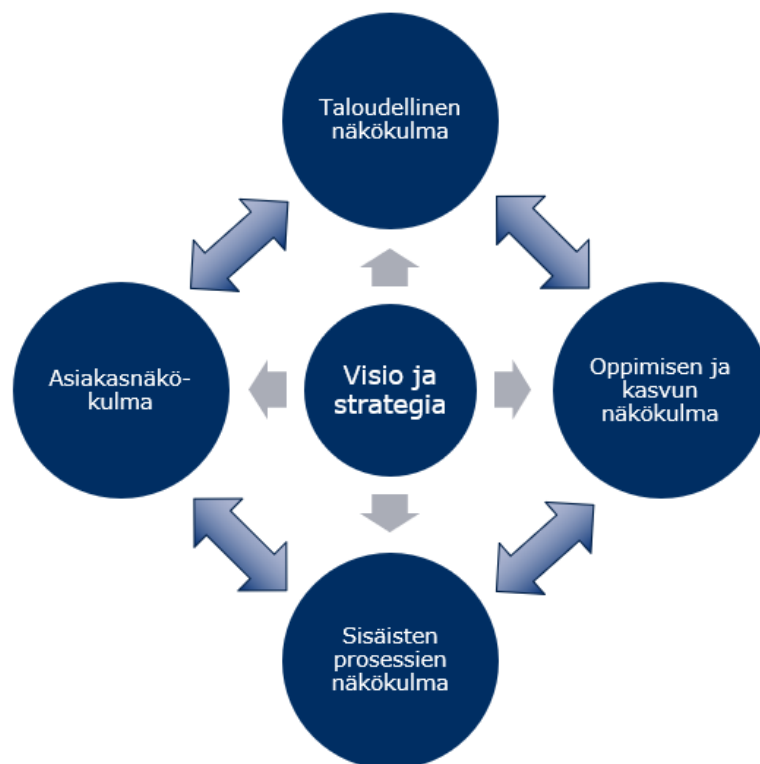 Taloudellinen
näkökulma
Asiakasnäkö-
kulma
Visio ja
strategia
Oppimisen ja
kasvun
näkökulma
Sisäisten
prosessien
näkökulma